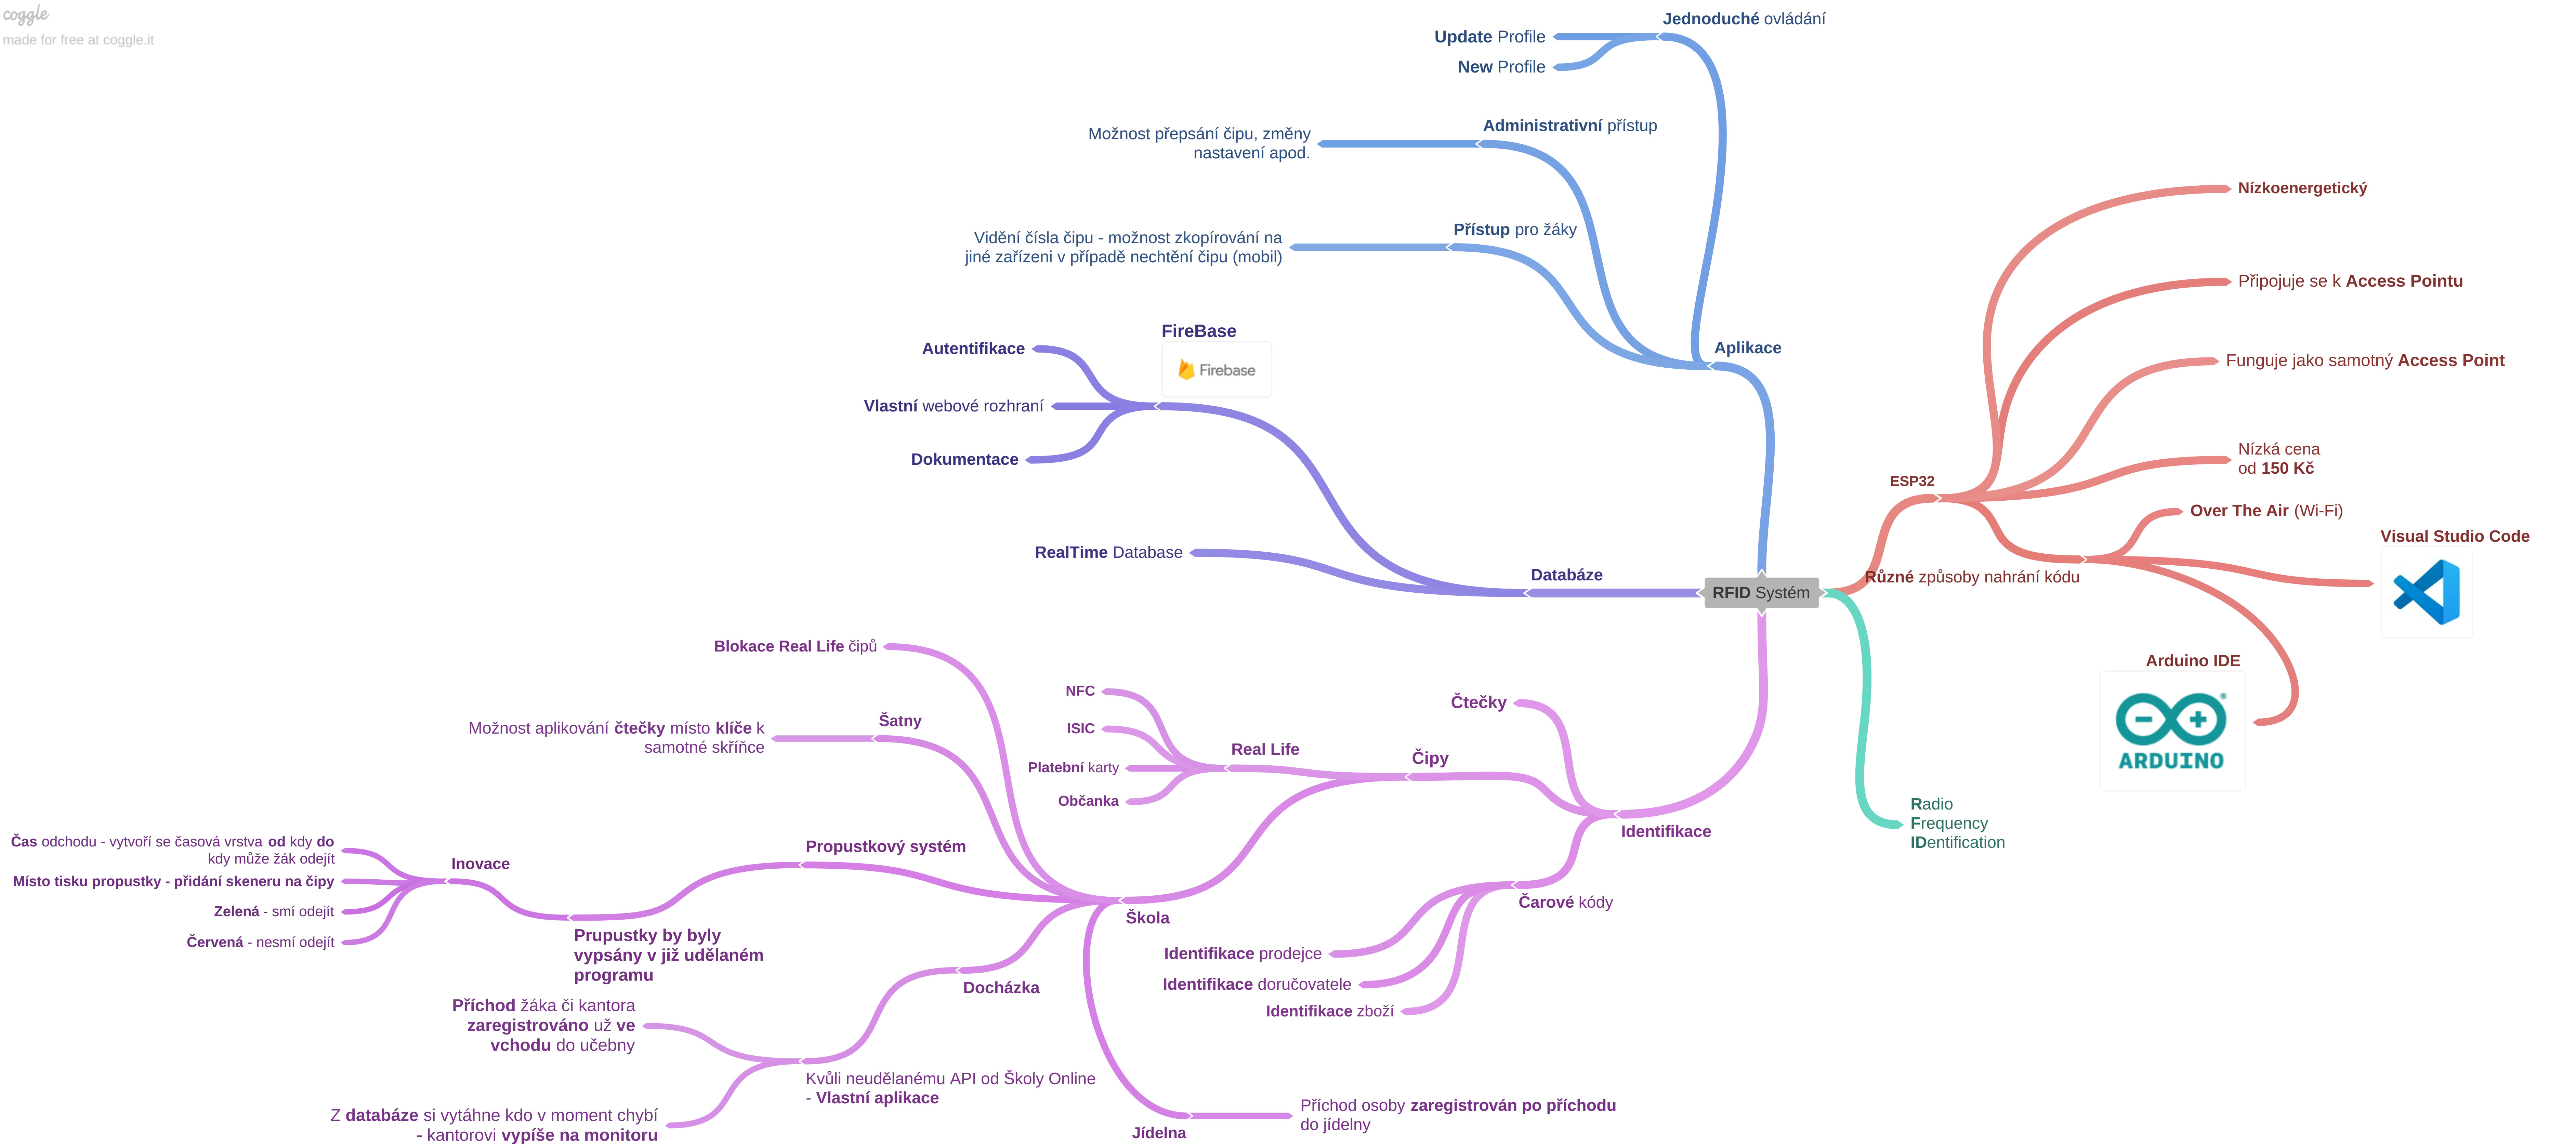 coggle
made for free at coggle.it
Jednoduché ovládání
Update Profile
New Profile
Administrativní přístup
Možnost přepsání čipu, změny
nastavení apod.
Přístup pro žáky
Vidění čísla čipu - možnost zkopírování na
jiné zařízeni v případě nechtění čipu (mobil)
Aplikace
FireBase
Firebase
Autentifikace
Vlastní webové rozhraní
Dokumentace
RealTime Database
Databáze
RFID Systém
Nízkoenergetický
Připojuje se k Access Pointu
Funguje jako samotný Access Point
Nízká cena
od 150 Kč
ESP32
Over The Air (Wi-Fi)
Visual Studio Code
Různé způsoby nahrání kódu
Arduino IDE
ARDUINO
Radio
Frequency
IDentification
Blokace Real Life čipů
Šatny
Možnost aplikování čtečky místo klíče k
samotné skříňce
NFC
ISIC
Platební karty
Občanka
Real Life
Čipy
Čtečky
Identifikace
Čarové kódy
Identifikace prodejce
Identifikace doručovatele
Identifikace zboží
Propustkový systém
Škola
Inovace
Čas odchodu - vytvoří se časová vrstva od kdy do
kdy může žák odejít
Místo tisku propustky - přidání skeneru na čipy
Zelená - smí odejít
Červená - nesmí odejít
Prupustky by byly
vypsány v již udělaném
programu
Docházka
Příchod žáka či kantora
zaregistrováno už ve
vchodu do učebny
Kvůli neudělanému API od Školy Online
- Vlastní aplikace
Z databáze si vytáhne kdo v moment chybí
- kantorovi vypíše na monitoru
Jídelna
Příchod osoby zaregistrován po příchodu
do jídelny